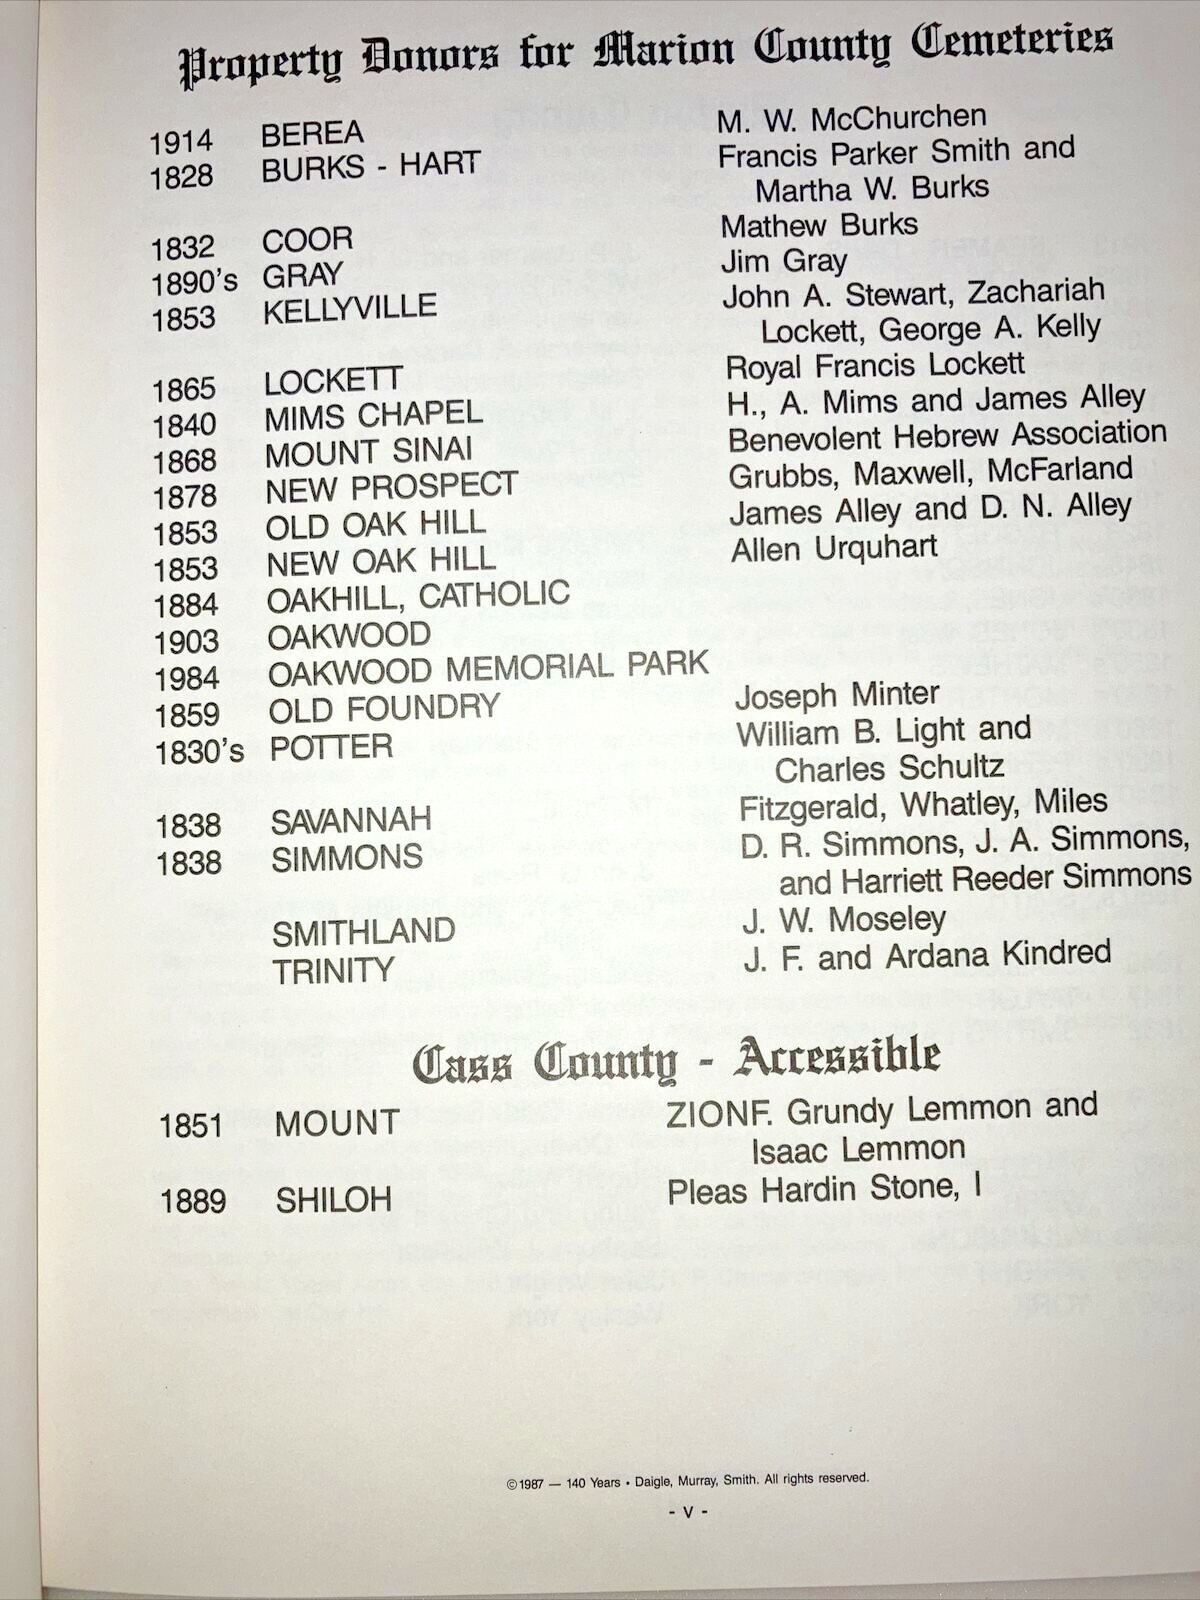 Property Donors for Marion County Cemeteries
1914 BEREA M. W. McChurchen
1828 BURKS - HART Francis Parker Smith and
Martha W. Burks
1832 COOR Mathew Burks
1890's GRAY Jim Gray
1853 KELLYVILLE John A. Stewart, Zachariah
Lockett, George A. Kelly
1865 LOCKETT Royal Francis Lockett
1840 MIMS CHAPEL H., A. Mims and James Alley
1868 MOUNT SINAI Benevolent Hebrew Association
1878 NEW PROSPECT Grubbs, Maxwell, McFarland
1853 OLD OAK HILL James Alley and D. N. Alley
1853 NEW OAK HILL Allen Urquhart
1884 OAKHILL, CATHOLIC
1903 OAKWOOD
1984 OAKWOOD MEMORIAL PARK
1859 OLD FOUNDRY Joseph Minter
1830's POTTER William B. Light and
Charles Schultz
1838 SAVANNAH Fitzgerald, Whatley, Miles
1838 SIMMONS D. R. Simmons, J. A. Simmons,
and Harriett Reeder Simmons
SMITHLAND J. W. Moseley
TRINITY J. F. and Ardana Kindred
Cass County - Accessible
1851 MOUNT ZIONF. Grundy Lemmon and
Isaac Lemmon
1889 SHILOH Pleas Hardin Stone, I
©1987 — 140 Years • Daigle, Murray, Smith. All rights reserved.
- V -